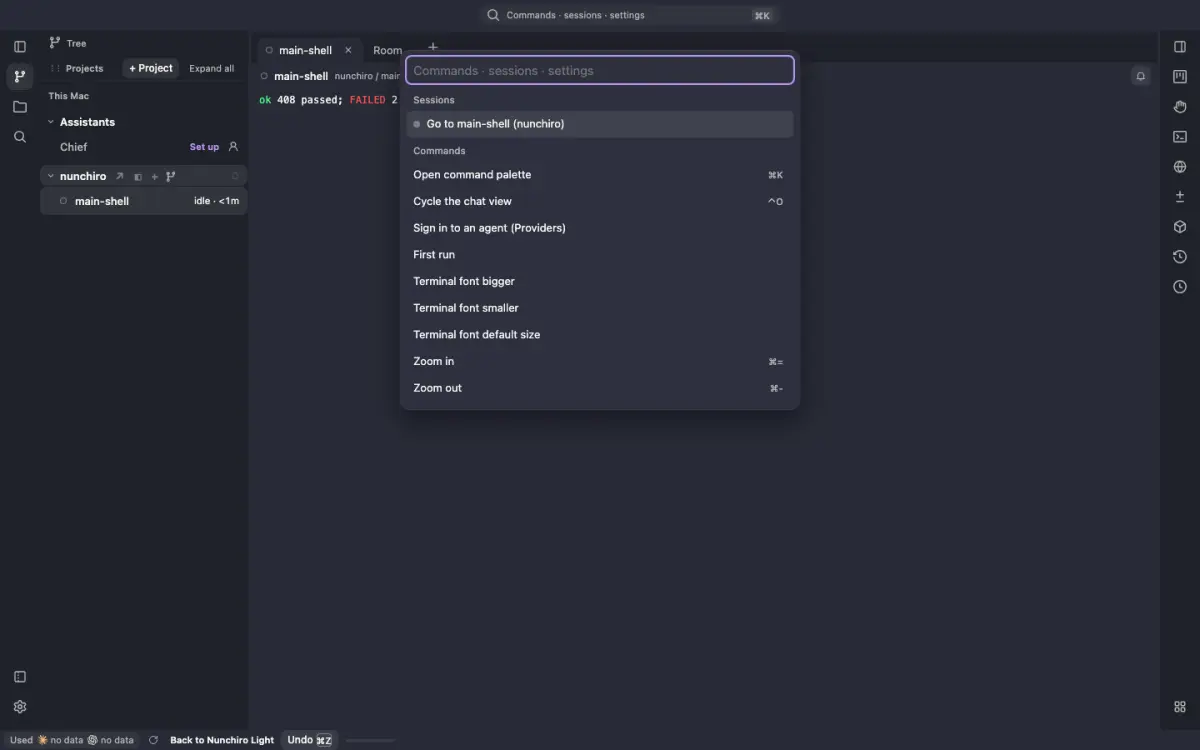 Commands · sessions · settings ⌘K
Tree
Projects + Project Expand all
This Mac
Assistants
Chief Set up
nunchiro
main-shell idle · <1m
main-shell × Room +
main-shell nunchiro / main
ok 408 passed; FAILED 2
Commands · sessions · settings
Sessions
Go to main-shell (nunchiro)
Commands
Open command palette ⌘K
Cycle the chat view ^O
Sign in to an agent (Providers)
First run
Terminal font bigger
Terminal font smaller
Terminal font default size
Zoom in ⌘=
Zoom out ⌘-
Used no data no data Back to Nunchiro Light Undo ⌘Z